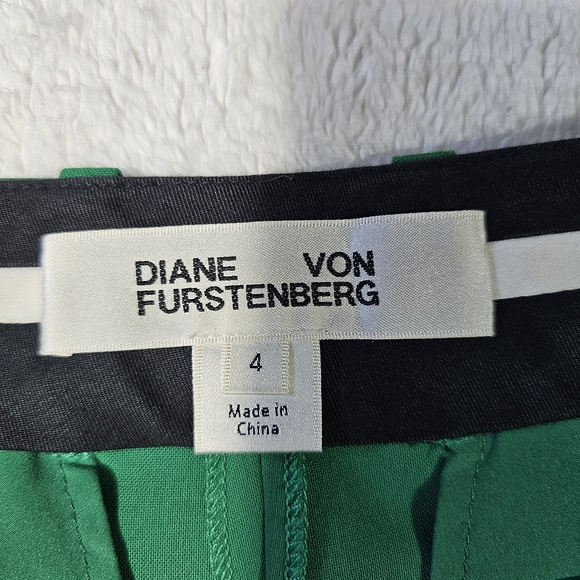 DIANE VON
FURSTENBERG
4
Made in
China